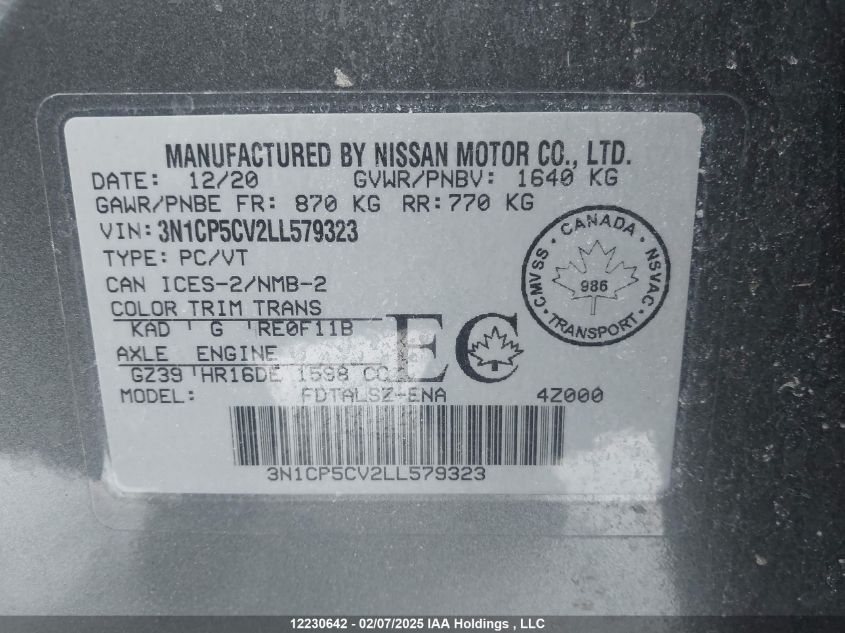 MANUFACTURED BY NISSAN MOTOR CO., LTD.
DATE: 12/20 GVWR/PNBV: 1640 KG
GAWR/PNBE FR: 870 KG RR: 770 KG
VIN: 3N1CP5CV2LL579323
TYPE: PC/VT
CAN ICES-2/NMB-2
COLOR TRIM TRANS
KAD G RE0F11B
AXLE ENGINE
GZ39 HR16DE 1598 CC
MODEL: FDTALSZ-ENA 4Z000
EC
CANADA
CMVSS NSVAC
986
TRANSPORT
3N1CP5CV2LL579323
12230642 - 02/07/2025 IAA Holdings , LLC